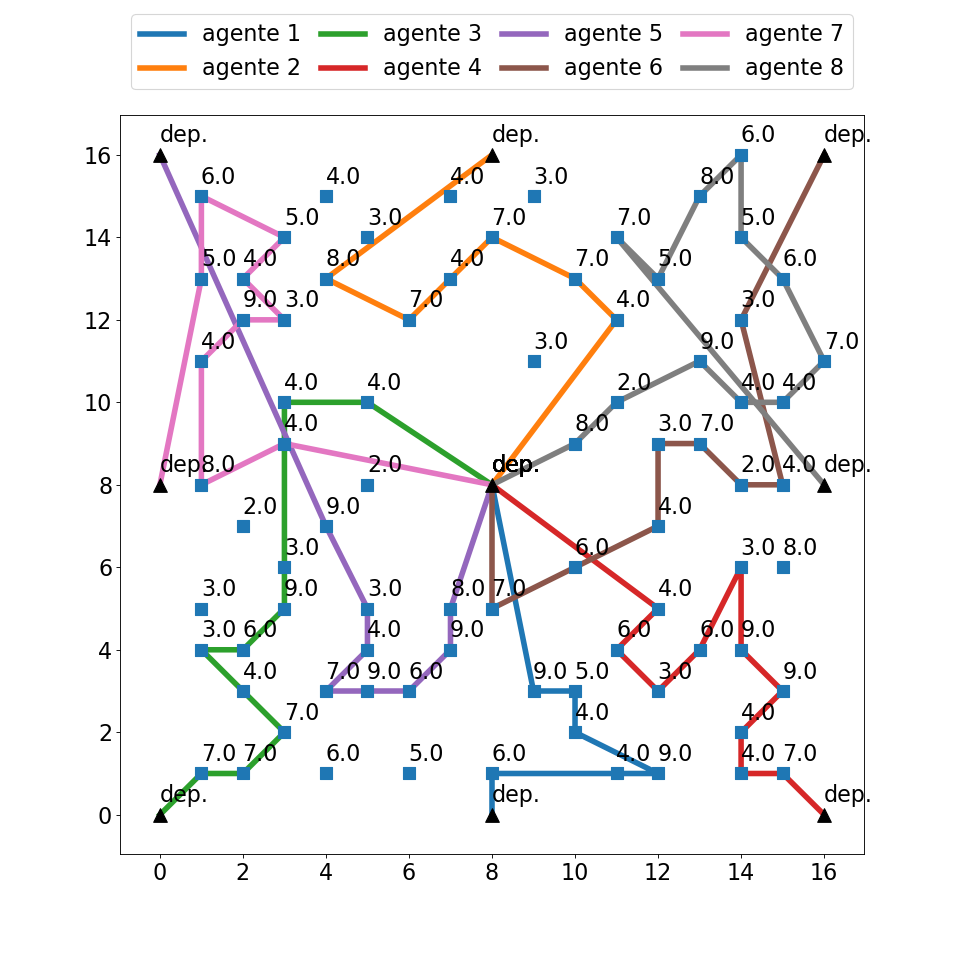 agente 1 agente 3 agente 5 agente 7
agente 2 agente 4 agente 6 agente 8
dep. dep. 6.0 dep.
16
6.0 4.0 4.0 3.0 8.0
5.0 3.0 7.0 7.0 5.0
14
5.0 4.0 8.0 4.0 7.0 5.0 6.0
9.0 3.0 7.0 4.0 3.0
12
4.0 3.0 9.0 7.0
4.0 4.0 2.0 4.0 4.0
10
4.0 8.0 3.0 7.0
dep. 8.0 2.0 dep. 2.0 4.0 dep.
8
2.0 9.0 4.0
3.0 6.0 3.0 8.0
6
3.0 9.0 3.0 8.0 7.0 4.0
3.0 6.0 4.0 9.0 6.0 6.0 9.0
4
4.0 7.0 9.0 6.0 9.0 5.0 3.0 9.0
7.0 4.0 4.0
2
7.0 7.0 6.0 5.0 6.0 4.0 9.0 4.0 7.0
dep. dep. dep.
0
0 2 4 6 8 10 12 14 16